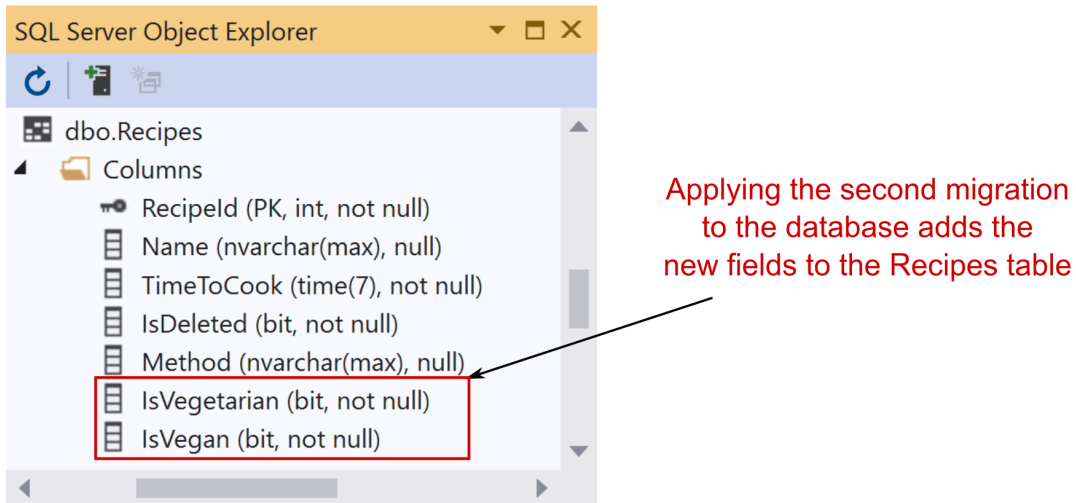 SQL Server Object Explorer
dbo.Recipes
Columns
RecipeId (PK, int, not null)
Name (nvarchar(max), null)
TimeToCook (time(7), not null)
IsDeleted (bit, not null)
Method (nvarchar(max), null)
IsVegetarian (bit, not null)
IsVegan (bit, not null)
Applying the second migration
to the database adds the
new fields to the Recipes table